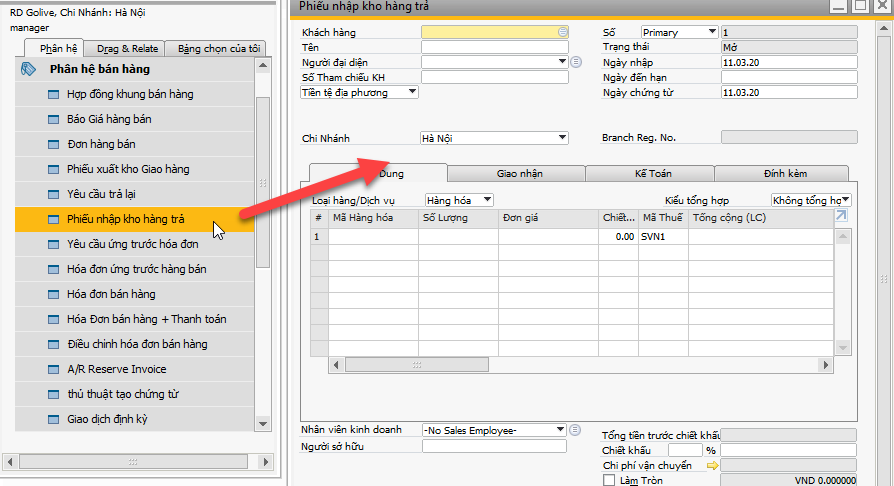 RD Golive, Chi Nhánh: Hà Nội
manager
Phân hệ
Drag & Relate
Bảng chọn của tôi
Phân hệ bán hàng
Hợp đồng khung bán hàng
Báo Giá hàng bán
Đơn hàng bán
Phiếu xuất kho Giao hàng
Yêu cầu trả lại
Phiếu nhập kho hàng trả
Yêu cầu ứng trước hóa đơn
Hóa đơn ứng trước hàng bán
Hóa đơn bán hàng
Hóa Đơn bán hàng + Thanh toán
Điều chỉnh hóa đơn bán hàng
A/R Reserve Invoice
thủ thuật tạo chứng từ
Giao dịch định kỳ
Phiếu nhập kho hàng trả
Khách hàng
Tên
Người đại diện
Số Tham chiếu KH
Tiền tệ địa phương
Số Primary 1
Trạng thái Mở
Ngày nhập 11.03.20
Ngày đến hạn
Ngày chứng từ 11.03.20
Chi Nhánh Hà Nội
Branch Reg. No.
Dung
Giao nhận
Kế Toán
Đính kèm
Loại hàng/Dịch vụ Hàng hóa
Kiểu tổng hợp Không tổng hợ
# Mã Hàng hóa Số Lượng Đơn giá Chiết... Mã Thuế Tổng cộng (LC)
1 0.00 SVN1
Nhân viên kinh doanh -No Sales Employee-
Người sở hữu
Tổng tiền trước chiết khấu
Chiết khấu %
Chi phí vận chuyển
Làm Tròn VND 0.000000